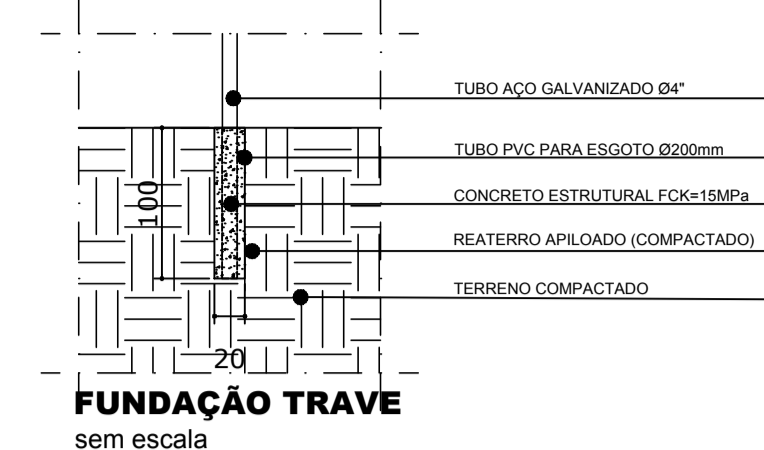 TUBO AÇO GALVANIZADO Ø4"
TUBO PVC PARA ESGOTO Ø200mm
CONCRETO ESTRUTURAL FCK=15MPa
100
REATERRO APILOADO (COMPACTADO)
TERRENO COMPACTADO
20
FUNDAÇÃO TRAVE
sem escala